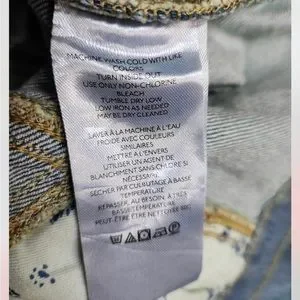 MACHINE WASH COLD WITH LIKE
COLORS
TURN INSIDE OUT
USE ONLY NON-CHLORINE
BLEACH
TUMBLE DRY LOW
LOW IRON AS NEEDED
MAY BE DRY CLEANED
LAVER À LA MACHINE À L'EAU
FROIDE AVEC COULEURS
SIMILAIRES
METTRE À L'ENVERS
UTILISER UN AGENT DE
BLANCHIMENT SANS CHLORE SI
NÉCESSAIRE
SÉCHER PAR CULBUTAGE À BASSE
TEMPÉRATURE
REPASSER, AU BESOIN, À TRÈS
BASSE TEMPÉRATURE
PEUT-ÊTRE ÊTRE NETTOYÉ SEC